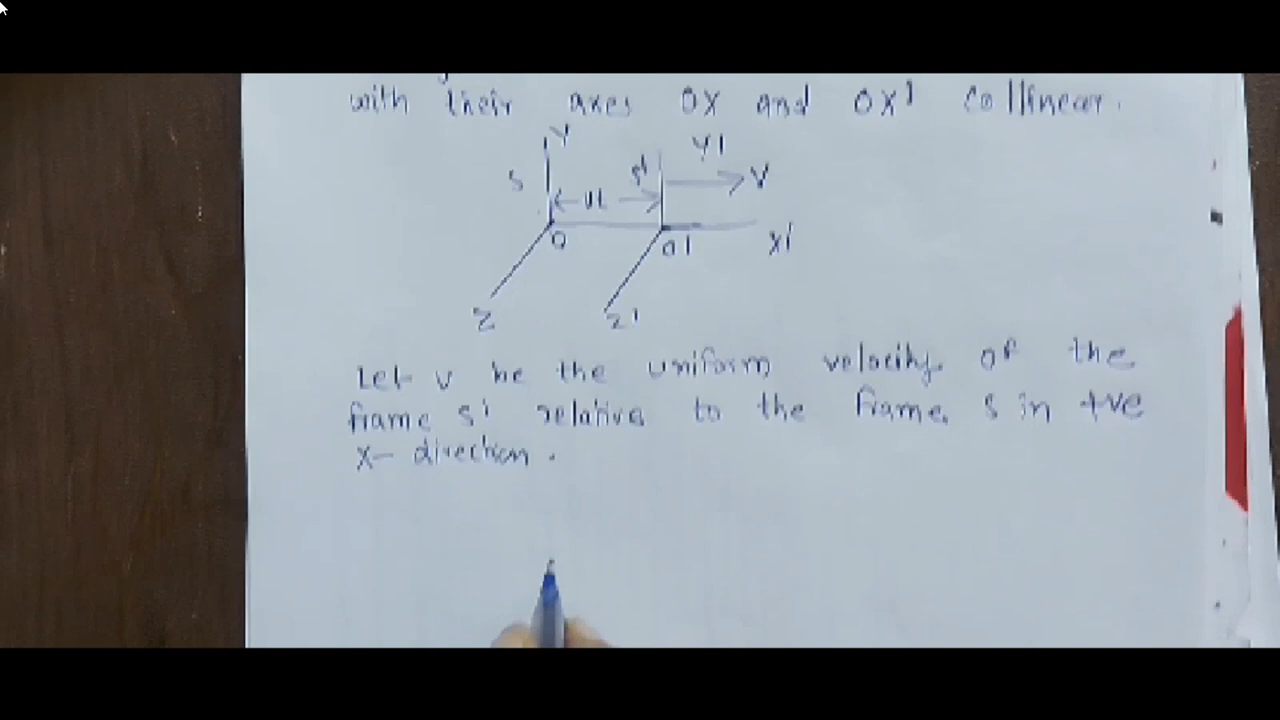 with their axes OX and OX' collinear.
Y
Y'
S
S'
V
vt
O
O'
X'
Z
Z'
Let v be the uniform velocity of the
frame S' relative to the frame S in +ve
X- direction.